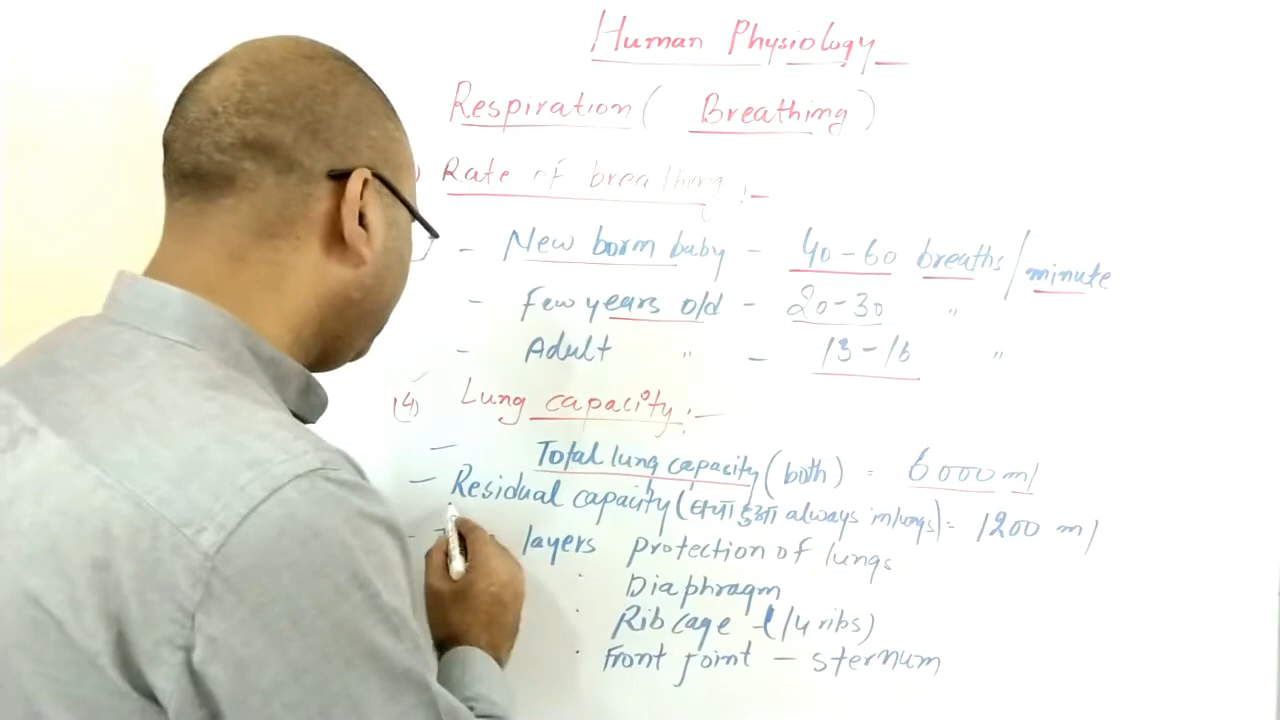 Human Physiology
Respiration ( Breathing )
) Rate of breathing :-
- New born baby - 40-60 breaths/minute
- Few years old - 20-30 "
- Adult " - 13-16 "
(4) Lung capacity :-
- Total lung capacity (both) = 6000 ml
- Residual capacity (बचा हुआ always in lungs) = 1200 ml
- layers protection of lungs
· Diaphragm
· Rib cage - (14 ribs)
· Front joint - sternum